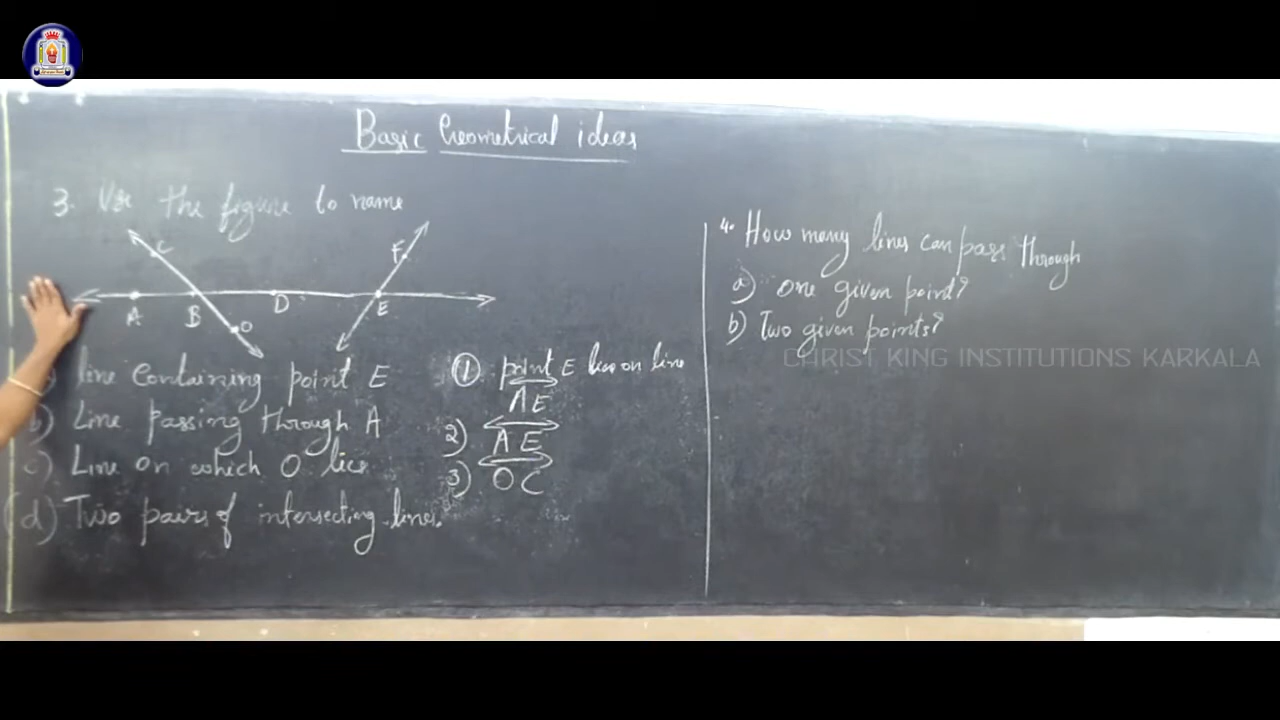 Basic Geometrical ideas
3. Use the figure to name
C
F
A B D E
O
line containing point E
b) Line passing through A
c) Line on which O lies
(d) Two pairs of intersecting lines.
① point E lies on line
AE
2) AE
3) OC
4. How many lines can pass through
a) one given point?
b) Two given points?
CHRIST KING INSTITUTIONS KARKALA